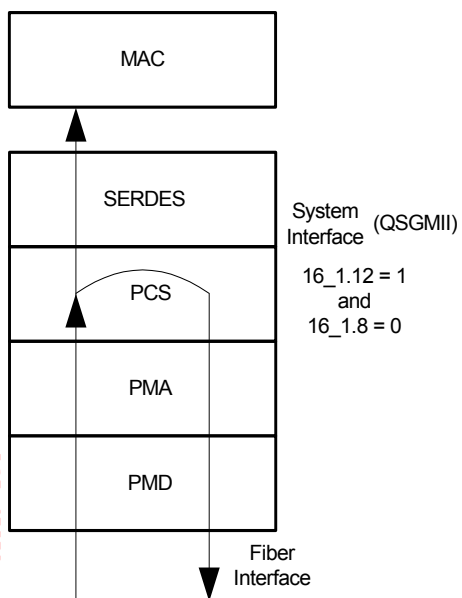 MAC
SERDES
System
Interface (QSGMII)
PCS
16_1.12 = 1
and
16_1.8 = 0
PMA
PMD
Fiber
Interface